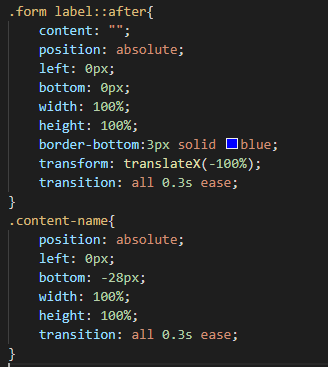 .form label::after{
    content: "";
    position: absolute;
    left: 0px;
    bottom: 0px;
    width: 100%;
    height: 100%;
    border-bottom:3px solid blue;
    transform: translateX(-100%);
    transition: all 0.3s ease;
}
.content-name{
    position: absolute;
    left: 0px;
    bottom: -28px;
    width: 100%;
    height: 100%;
    transition: all 0.3s ease;
}